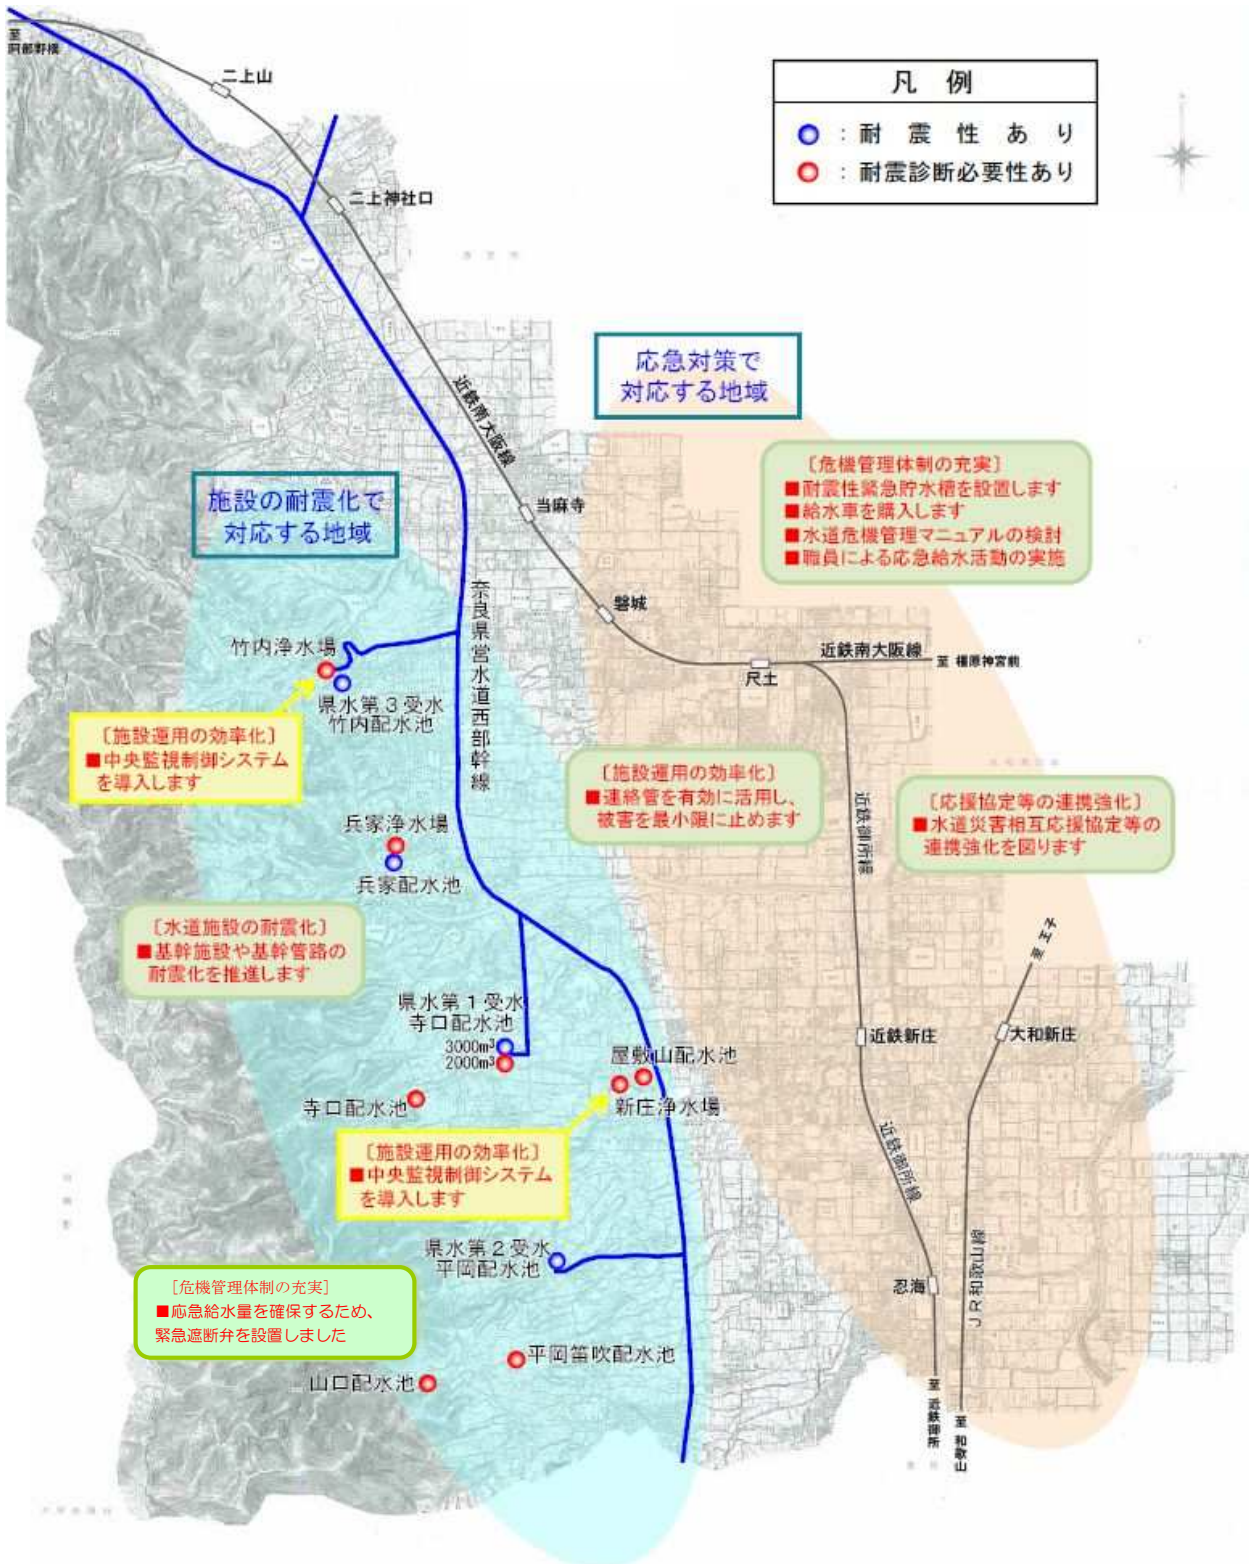 至
阿部野橋
二上山
凡 例
：耐 震 性 あ り
：耐震診断必要性あり
二上神社口
近鉄南大阪線
応急対策で
対応する地域
〔危機管理体制の充実〕
■耐震性緊急貯水槽を設置します
■給水車を購入します
■水道危機管理マニュアルの検討
■職員による応急給水活動の実施
施設の耐震化で
対応する地域
当麻寺
磐城
奈良県営水道西部幹線
近鉄南大阪線
至 橿原神宮前
尺土
竹内浄水場
県水第3受水
竹内配水池
〔施設運用の効率化〕
■中央監視制御システム
を導入します
〔施設運用の効率化〕
■連絡管を有効に活用し、
被害を最小限に止めます
近鉄御所線
〔応援協定等の連携強化〕
■水道災害相互応援協定等の
連携強化を図ります
兵家浄水場
兵家配水池
〔水道施設の耐震化〕
■基幹施設や基幹管路の
耐震化を推進します
至 王子
県水第1受水
寺口配水池
3000m³
2000m³
近鉄新庄
大和新庄
屋敷山配水池
新庄浄水場
寺口配水池
〔施設運用の効率化〕
■中央監視制御システム
を導入します
近鉄御所線
JR和歌山線
県水第2受水
平岡配水池
忍海
[危機管理体制の充実]
■応急給水量を確保するため、
緊急遮断弁を設置しました
平岡笛吹配水池
山口配水池
至 近鉄御所
至 和歌山